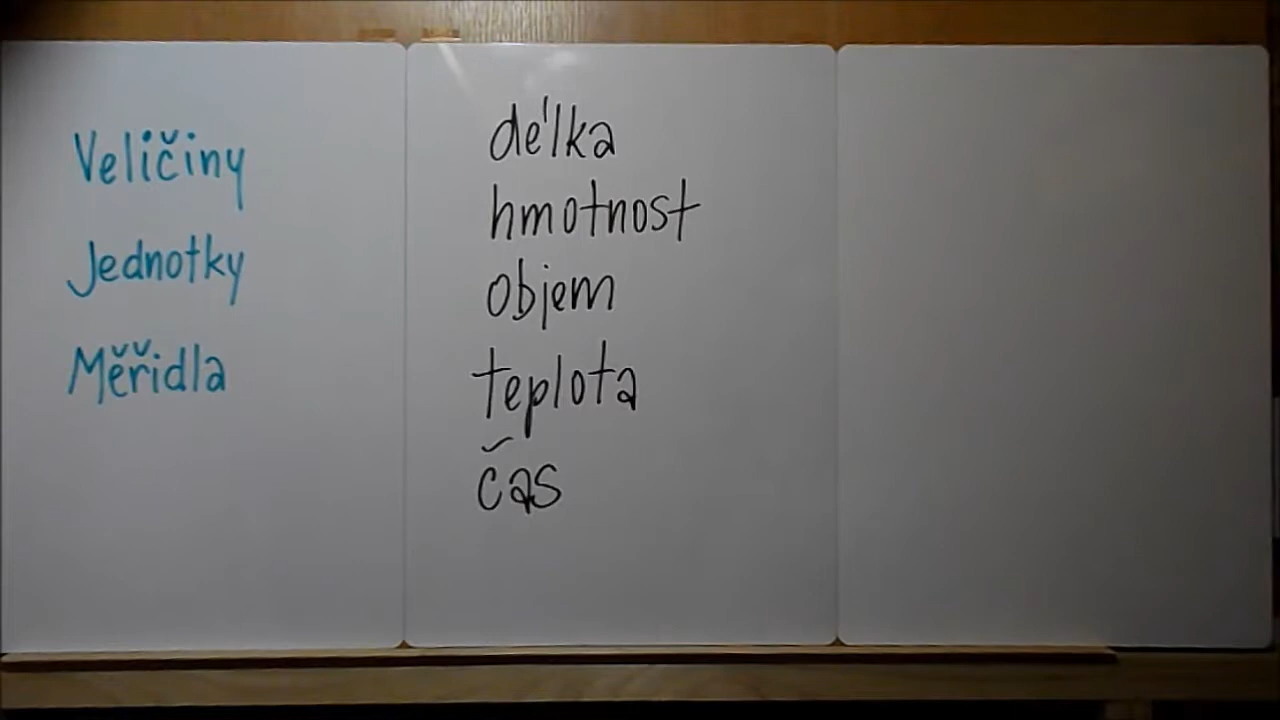 Veličiny
Jednotky
Měřidla
délka
hmotnost
objem
teplota
čas